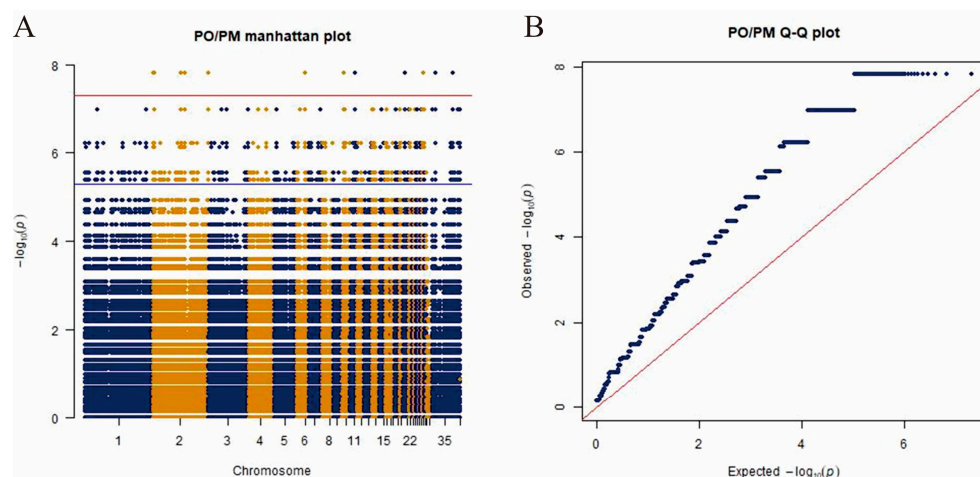 A
PO/PM manhattan plot
−log₁₀(p)
8
6
4
2
0
1 2 3 4 5 6 8 11 15 22 35
Chromosome
B
PO/PM Q-Q plot
Observed −log₁₀(p)
8
6
4
2
0
0 2 4 6
Expected −log₁₀(p)